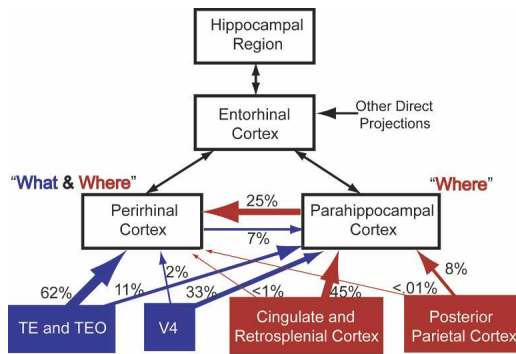 Hippocampal
Region
Entorhinal
Cortex
Other Direct
Projections
“What & Where”
“Where”
Perirhinal
Cortex
25%
7%
Parahippocampal
Cortex
62%
11%
2%
33%
<1%
45%
<.01%
8%
TE and TEO
V4
Cingulate and
Retrosplenial Cortex
Posterior
Parietal Cortex